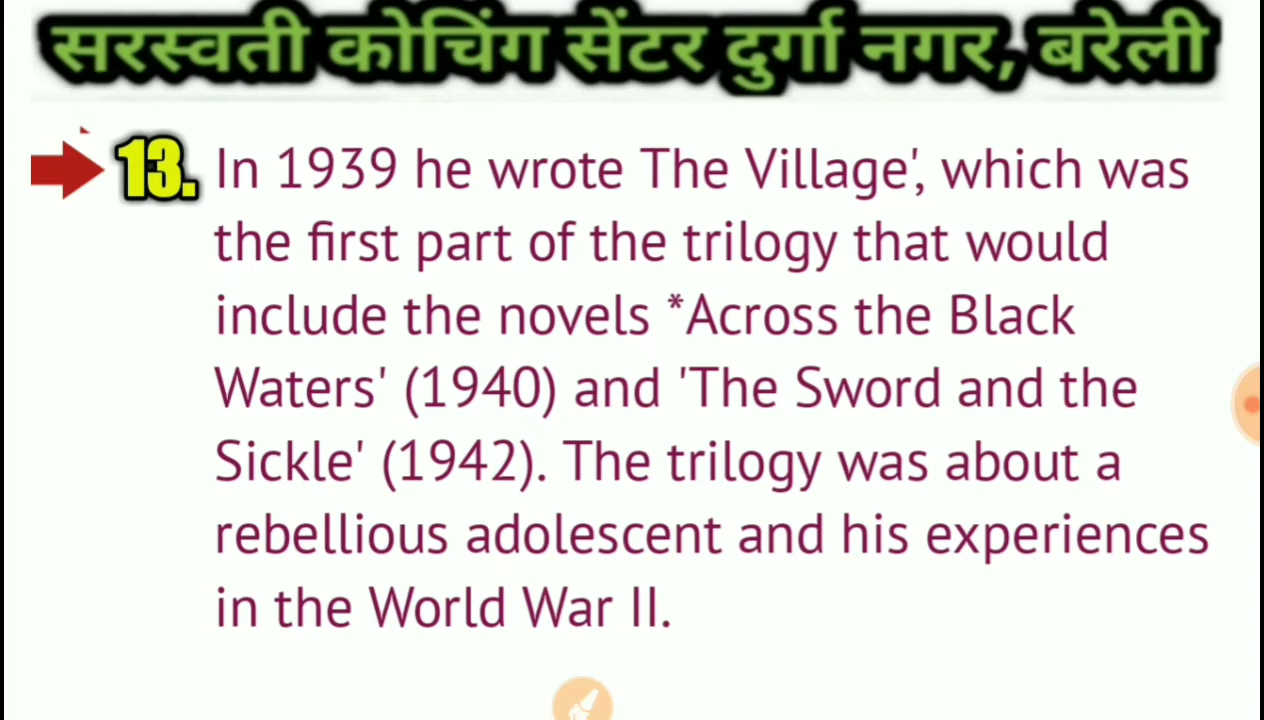 सरस्वती कोचिंग सेंटर दुर्गा नगर, बरेली
13. In 1939 he wrote The Village', which was
the first part of the trilogy that would
include the novels *Across the Black
Waters' (1940) and 'The Sword and the
Sickle' (1942). The trilogy was about a
rebellious adolescent and his experiences
in the World War II.